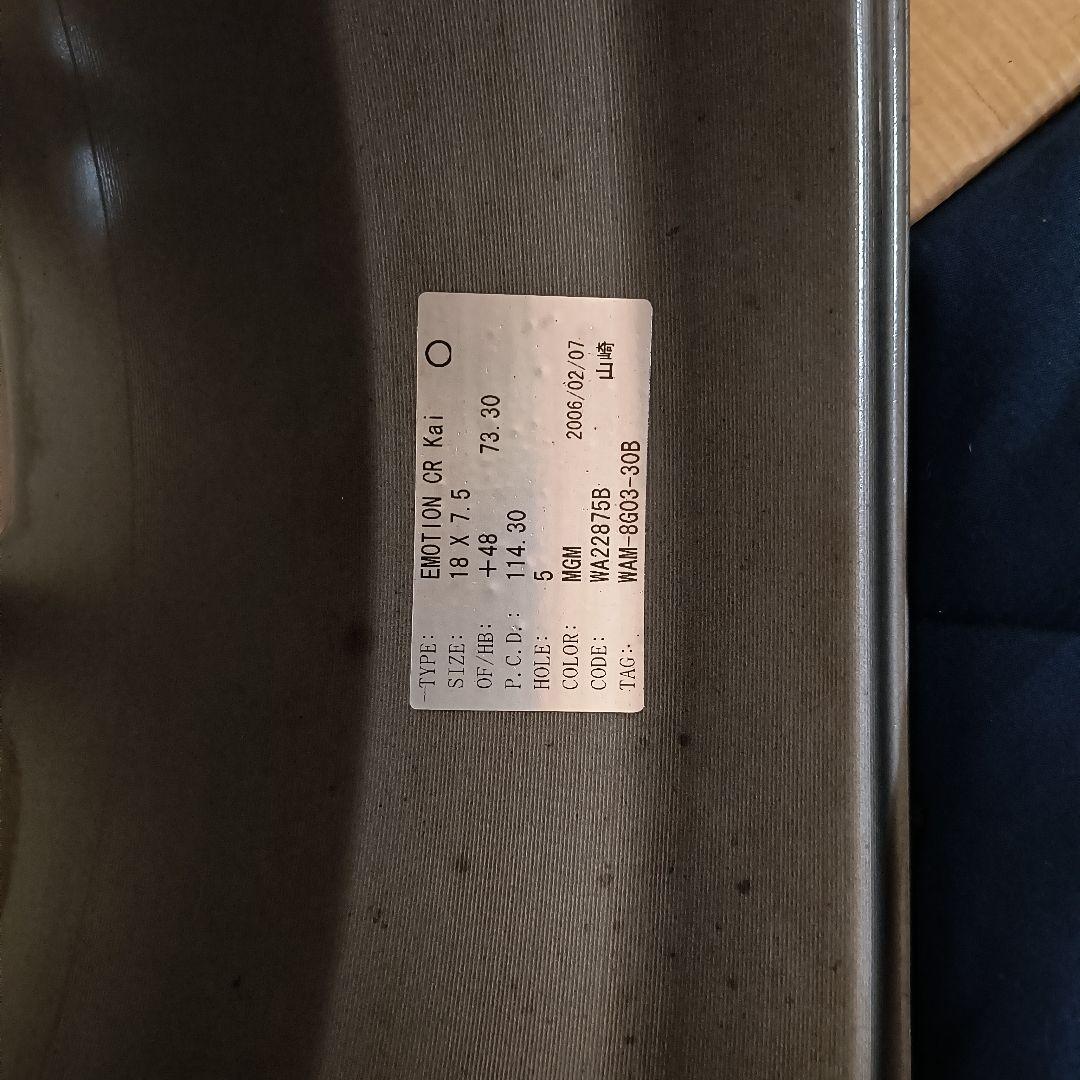 TYPE: EMOTION CR Kai ○
SIZE: 18 X 7.5
OF/HB: +48 73.30
P.C.D.: 114.30
HOLE: 5
COLOR: MGM 2006/02/07
CODE: WA22875B 山崎
TAG: WAM-8G03-30B